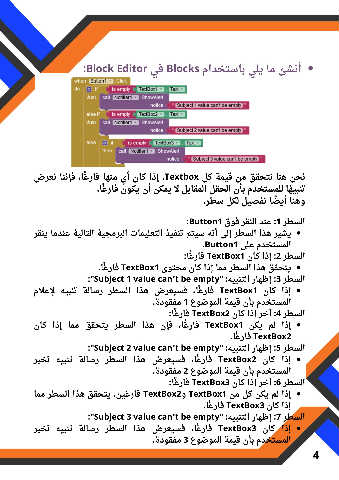 • أنشئ ما يلي باستخدام Blocks في Block Editor:
when Button1 .Click
do if is empty TextBox1 . Text
then call Notifier1 .ShowAlert
notice "Subject 1 value can't be empty"
else if is empty TextBox2 . Text
then call Notifier1 .ShowAlert
notice "Subject 2 value can't be empty"
else if is empty TextBox3 . Text
then call Notifier1 .ShowAlert
notice "Subject 3 value can't be empty"
نحن هنا نتحقق من قيمة كل Textbox. إذا كان أي منها فارغًا، فإننا نعرض
تنبيهًا للمستخدم بأن الحقل المقابل لا يمكن أن يكون فارغًا.
وهنا أيضًا تفصيل لكل سطر.
السطر 1: عند النقر فوق Button1:
• يشير هذا السطر إلى أنه سيتم تنفيذ التعليمات البرمجية التالية عندما ينقر
المستخدم على Button1.
السطر 2: إذا كان TextBox1 فارغًا:
• يتحقق هذا السطر مما إذا كان محتوى TextBox1 فارغًا.
السطر 3: إظهار التنبيه: "Subject 1 value can't be empty":
• إذا كان TextBox1 فارغًا، فسيعرض هذا السطر رسالة تنبيه لإعلام
المستخدم بأن قيمة الموضوع 1 مفقودة.
السطر 4: آخر إذا كان TextBox2 فارغًا:
• إذا لم يكن TextBox1 فارغًا، فإن هذا السطر يتحقق مما إذا كان
TextBox2 فارغًا.
السطر 5: إظهار التنبيه: "Subject 2 value can't be empty":
• إذا كان TextBox2 فارغًا، فسيعرض هذا السطر رسالة تنبيه تخبر
المستخدم بأن قيمة الموضوع 2 مفقودة.
السطر 6: آخر إذا كان TextBox3 فارغًا:
• إذا لم يكن كل من TextBox1 وTextBox2 فارغين، يتحقق هذا السطر مما
إذا كان TextBox3 فارغًا.
السطر 7: إظهار التنبيه: "Subject 3 value can't be empty":
• إذا كان TextBox3 فارغًا، فسيعرض هذا السطر رسالة تنبيه تخبر
المستخدم بأن قيمة الموضوع 3 مفقودة.
4